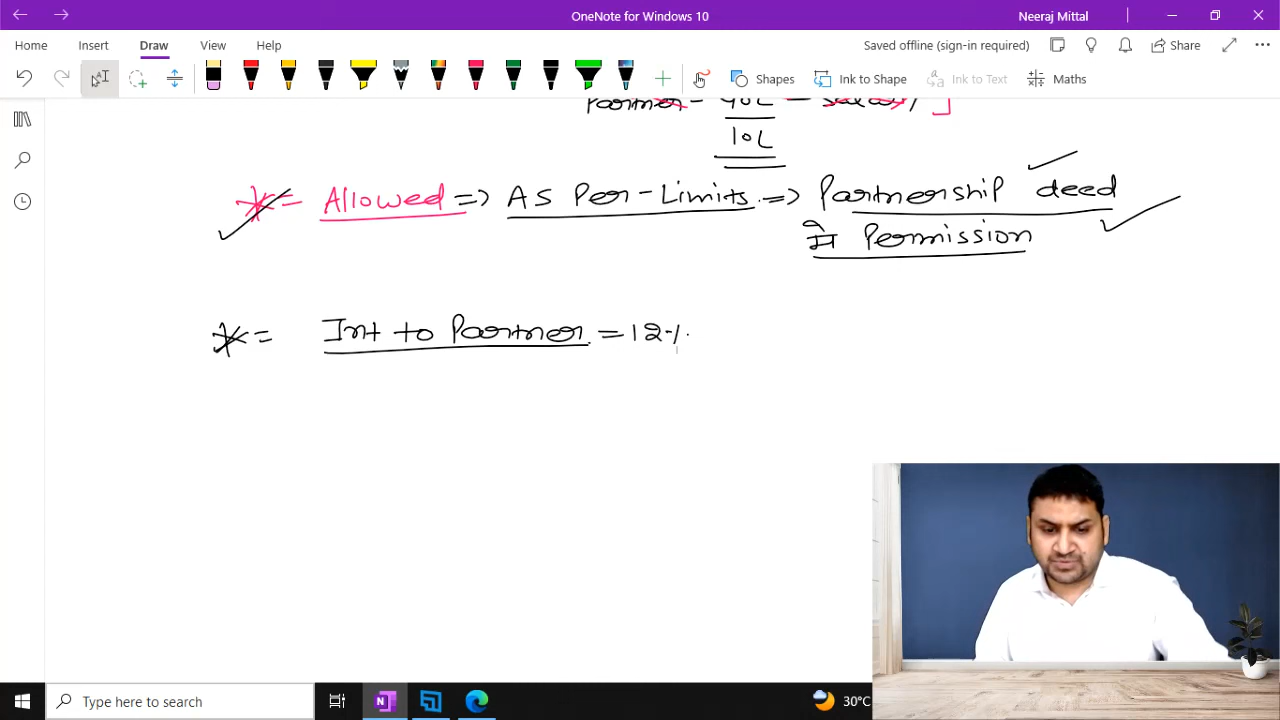 OneNote for Windows 10
Neeraj Mittal
Home Insert Draw View Help
Saved offline (sign-in required) Share
Shapes Ink to Shape Ink to Text Maths
Partner - 40L -
10L
*= Allowed => As Per-Limits => Partnership deed
में Permission
*= Int to Partner = 12%.
Type here to search
30°C